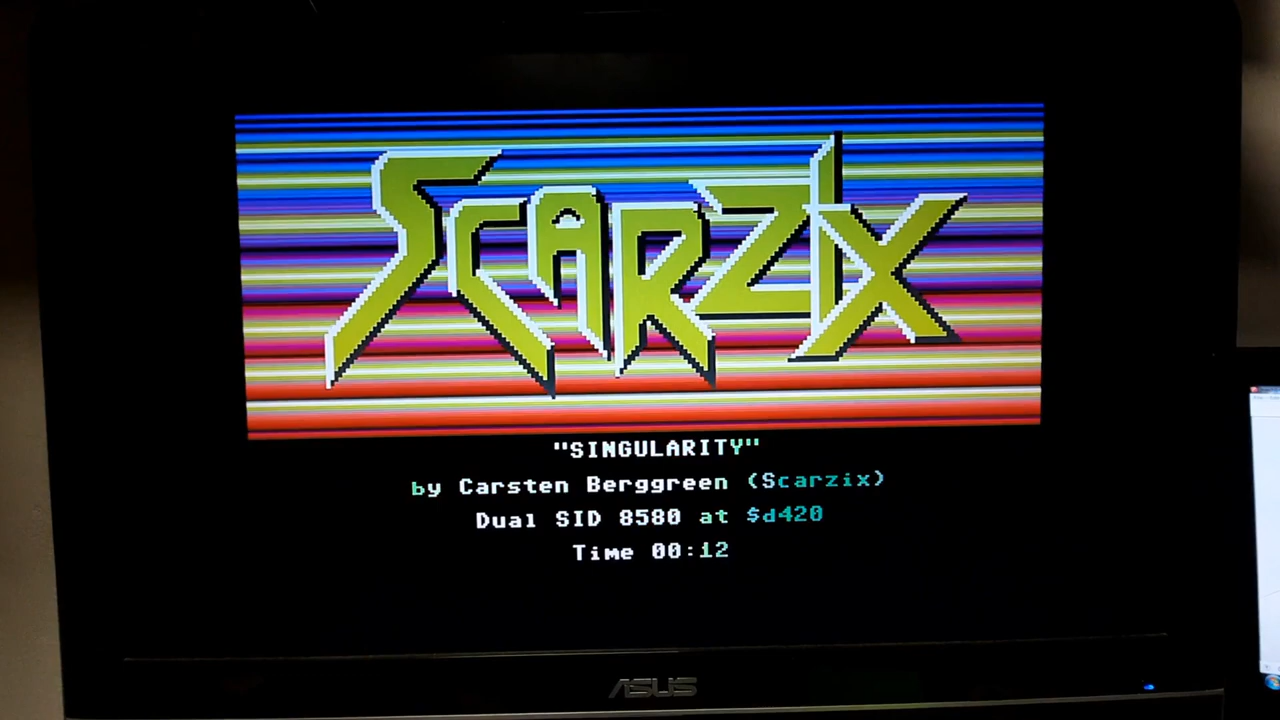 SCARZIX
"SINGULARITY"
by Carsten Berggreen (Scarzix)
Dual SID 8580 at $d420
Time 00:12
ASUS